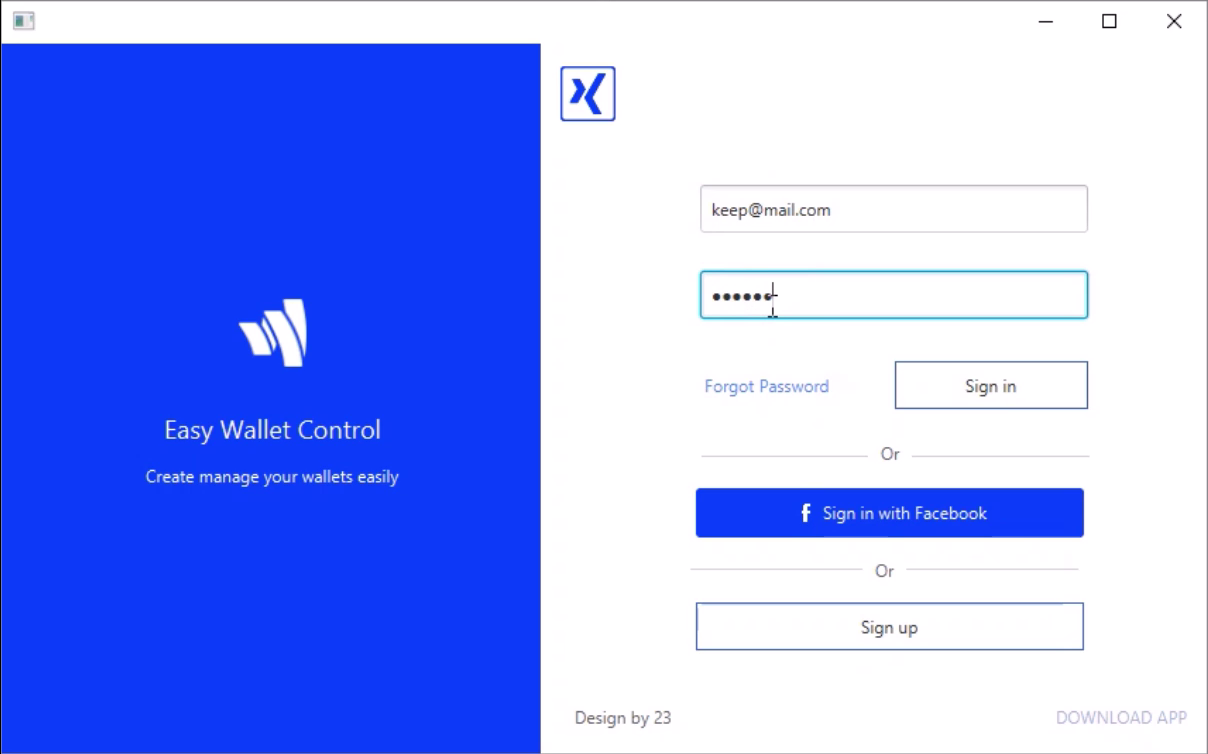 Easy Wallet Control
Create manage your wallets easily
keep@mail.com
••••••
Forgot Password
Sign in
Or
Sign in with Facebook
Or
Sign up
Design by 23
DOWNLOAD APP